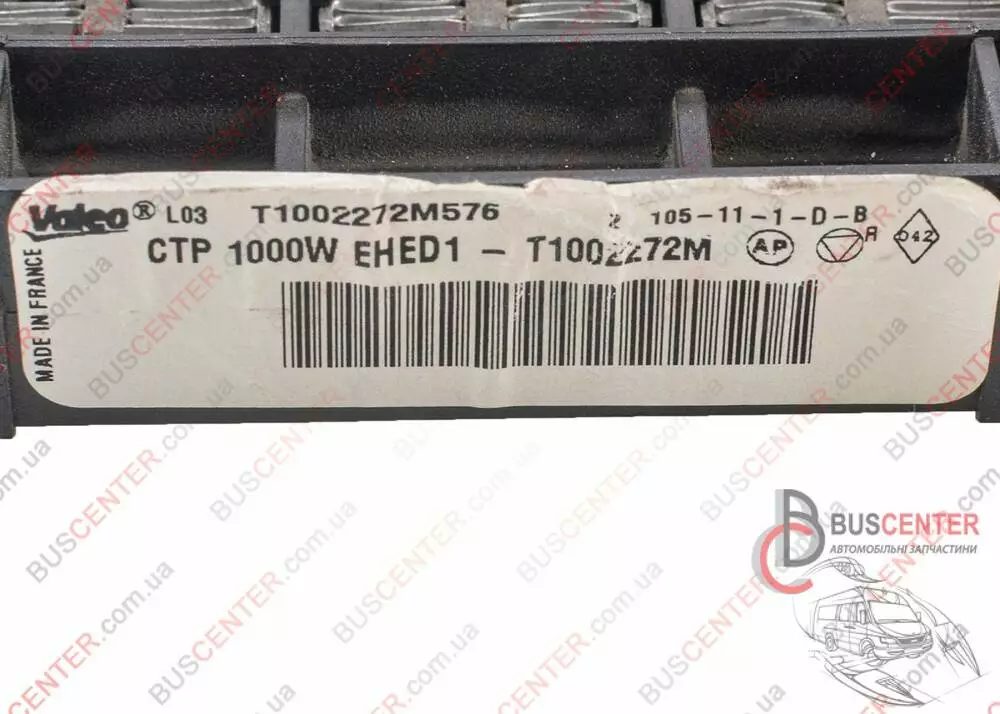 Valeo® L03 T1002272M576 2 105-11-1-D-B
CTP 1000W EHED1 - T1002272M AP A 042
MADE IN FRANCE
BUSCENTER
АВТОМОБІЛЬНІ ЗАПЧАСТИНИ
BUSCENTER.com.ua